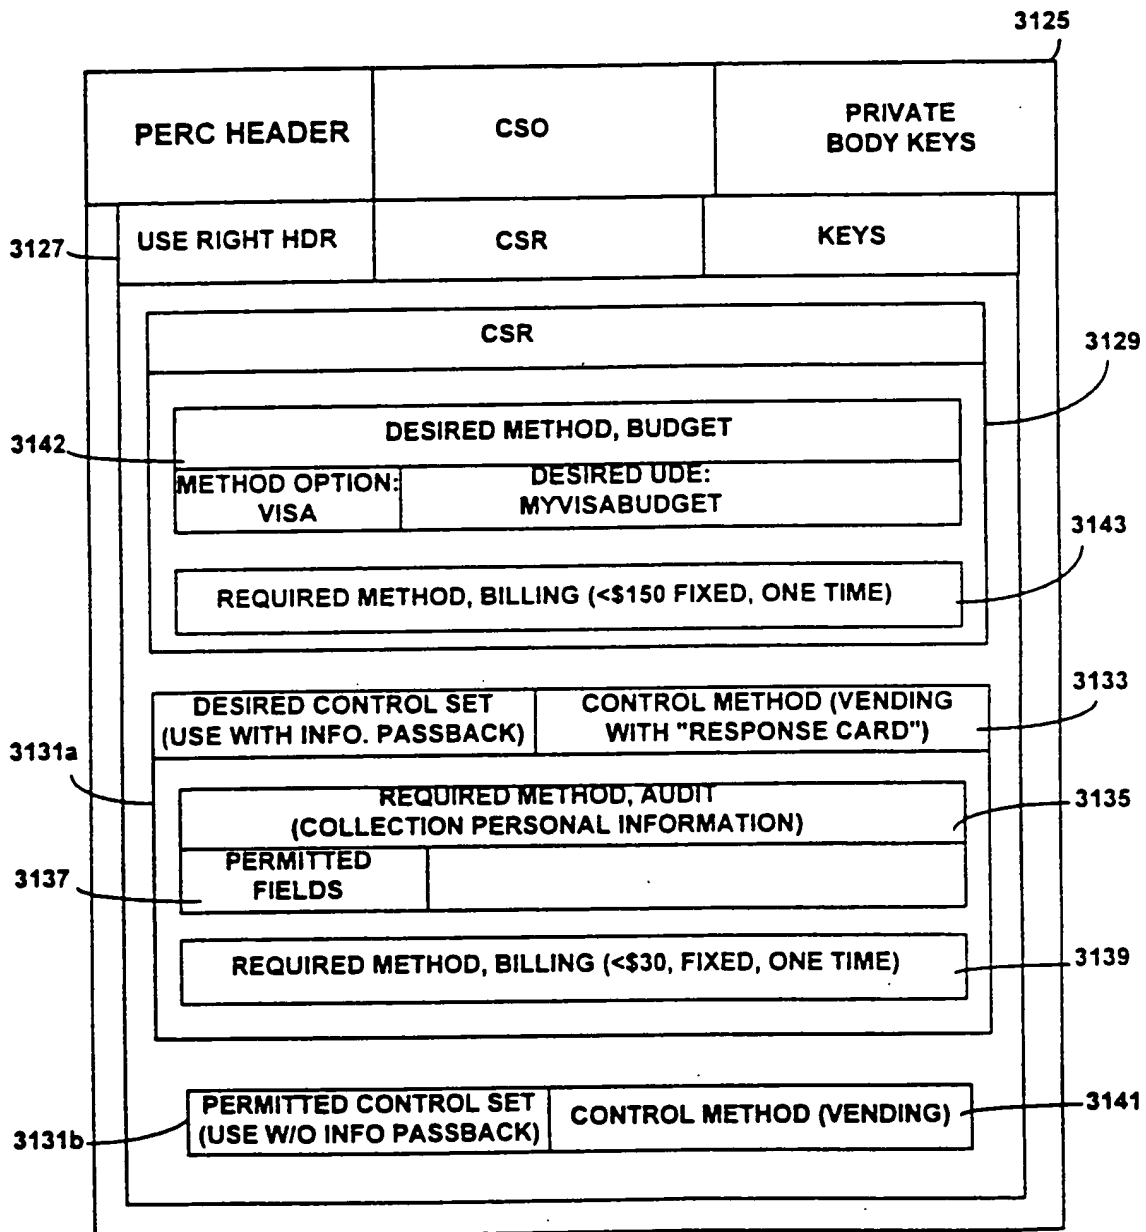 3125
PERC HEADER
CSO
PRIVATE
BODY KEYS
3127
USE RIGHT HDR
CSR
KEYS
CSR
3129
3142
DESIRED METHOD, BUDGET
METHOD OPTION:
VISA
DESIRED UDE:
MYVISABUDGET
3143
REQUIRED METHOD, BILLING (<$150 FIXED, ONE TIME)
3133
DESIRED CONTROL SET
(USE WITH INFO. PASSBACK)
CONTROL METHOD (VENDING
WITH "RESPONSE CARD")
3131a
REQUIRED METHOD, AUDIT
(COLLECTION PERSONAL INFORMATION)
3135
3137
PERMITTED
FIELDS
REQUIRED METHOD, BILLING (<$30, FIXED, ONE TIME)
3139
3131b
PERMITTED CONTROL SET
(USE W/O INFO PASSBACK)
CONTROL METHOD (VENDING)
3141